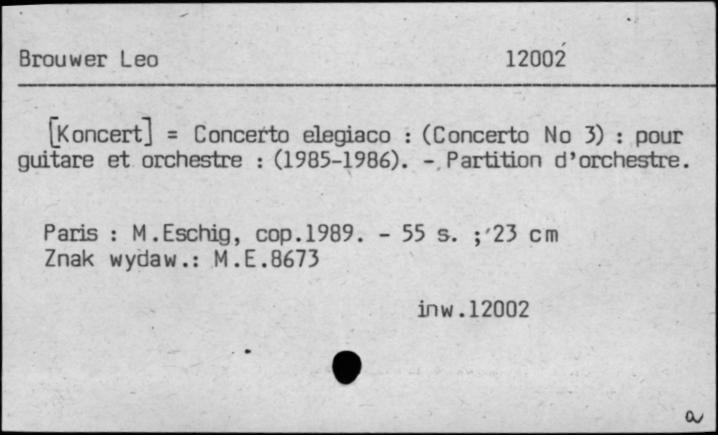 Brouwer Leo 12002
[Koncert] = Concerto elegiaco : (Concerto No 3) : pour
guitare et orchestre : (1985-1986). - Partition d'orchestre.
Paris : M.Eschig, cop.1989. - 55 s. ; 23 cm
Znak wydaw.: M.E.8673
inw.12002
a